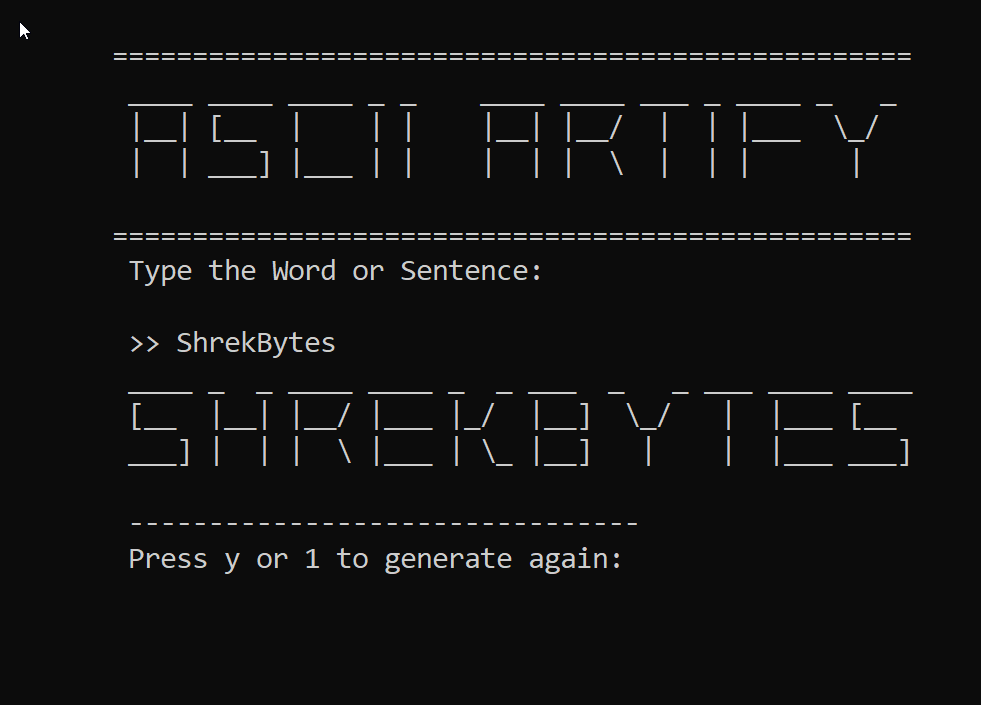 ==================================================
ASCII ARTIFY
==================================================
Type the Word or Sentence:
>> ShrekBytes
SHREKBYTES
--------------------------------
Press y or 1 to generate again: